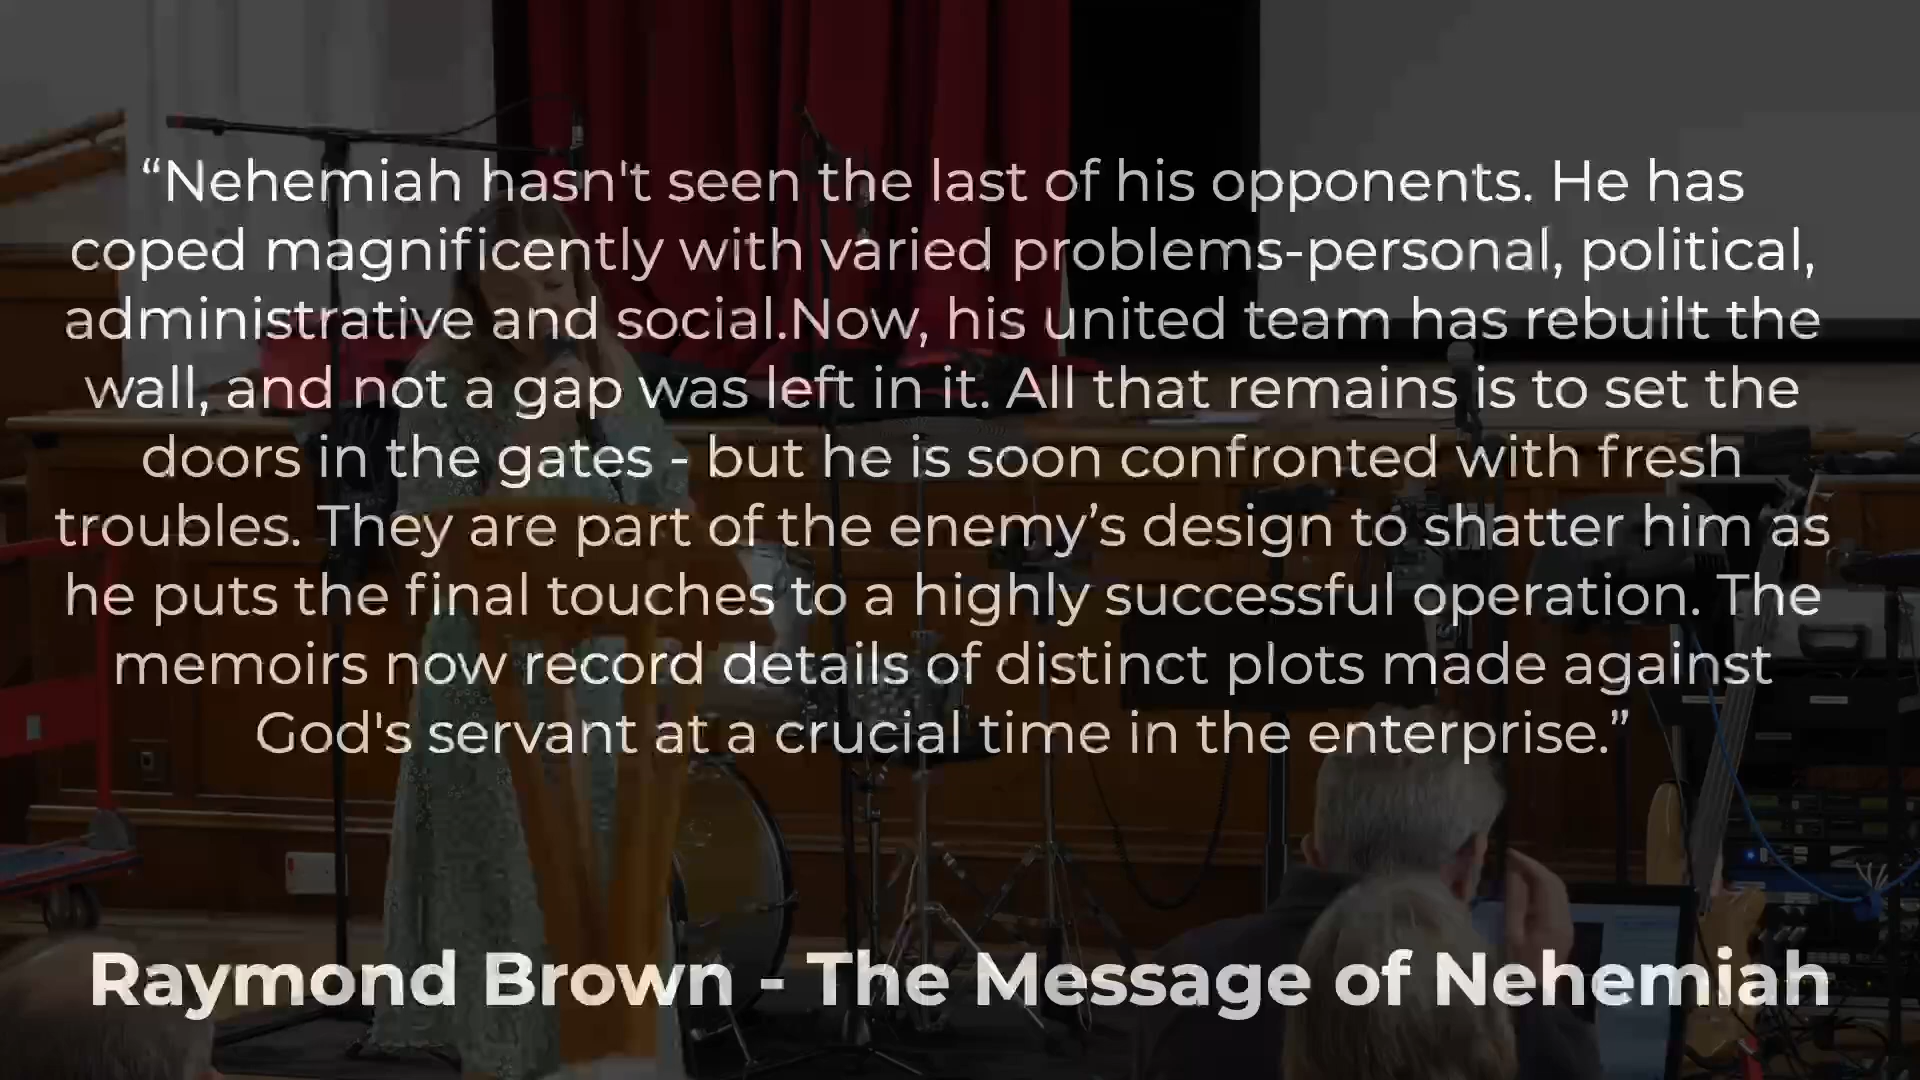 “Nehemiah hasn't seen the last of his opponents. He has
coped magnificently with varied problems-personal, political,
administrative and social.Now, his united team has rebuilt the
wall, and not a gap was left in it. All that remains is to set the
doors in the gates - but he is soon confronted with fresh
troubles. They are part of the enemy’s design to shatter him as
he puts the final touches to a highly successful operation. The
memoirs now record details of distinct plots made against
God's servant at a crucial time in the enterprise.”
Raymond Brown - The Message of Nehemiah